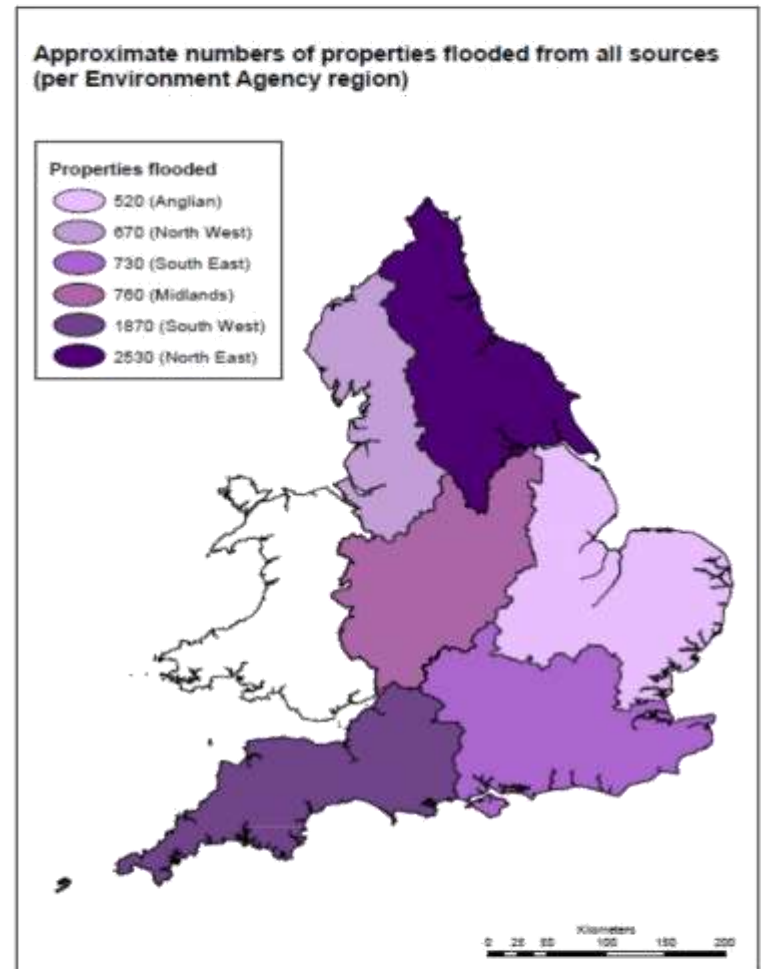 Approximate numbers of properties flooded from all sources
(per Environment Agency region)
Properties flooded
520 (Anglian)
670 (North West)
730 (South East)
760 (Midlands)
1870 (South West)
2530 (North East)
Kilometers
0 25 50 100 150 200